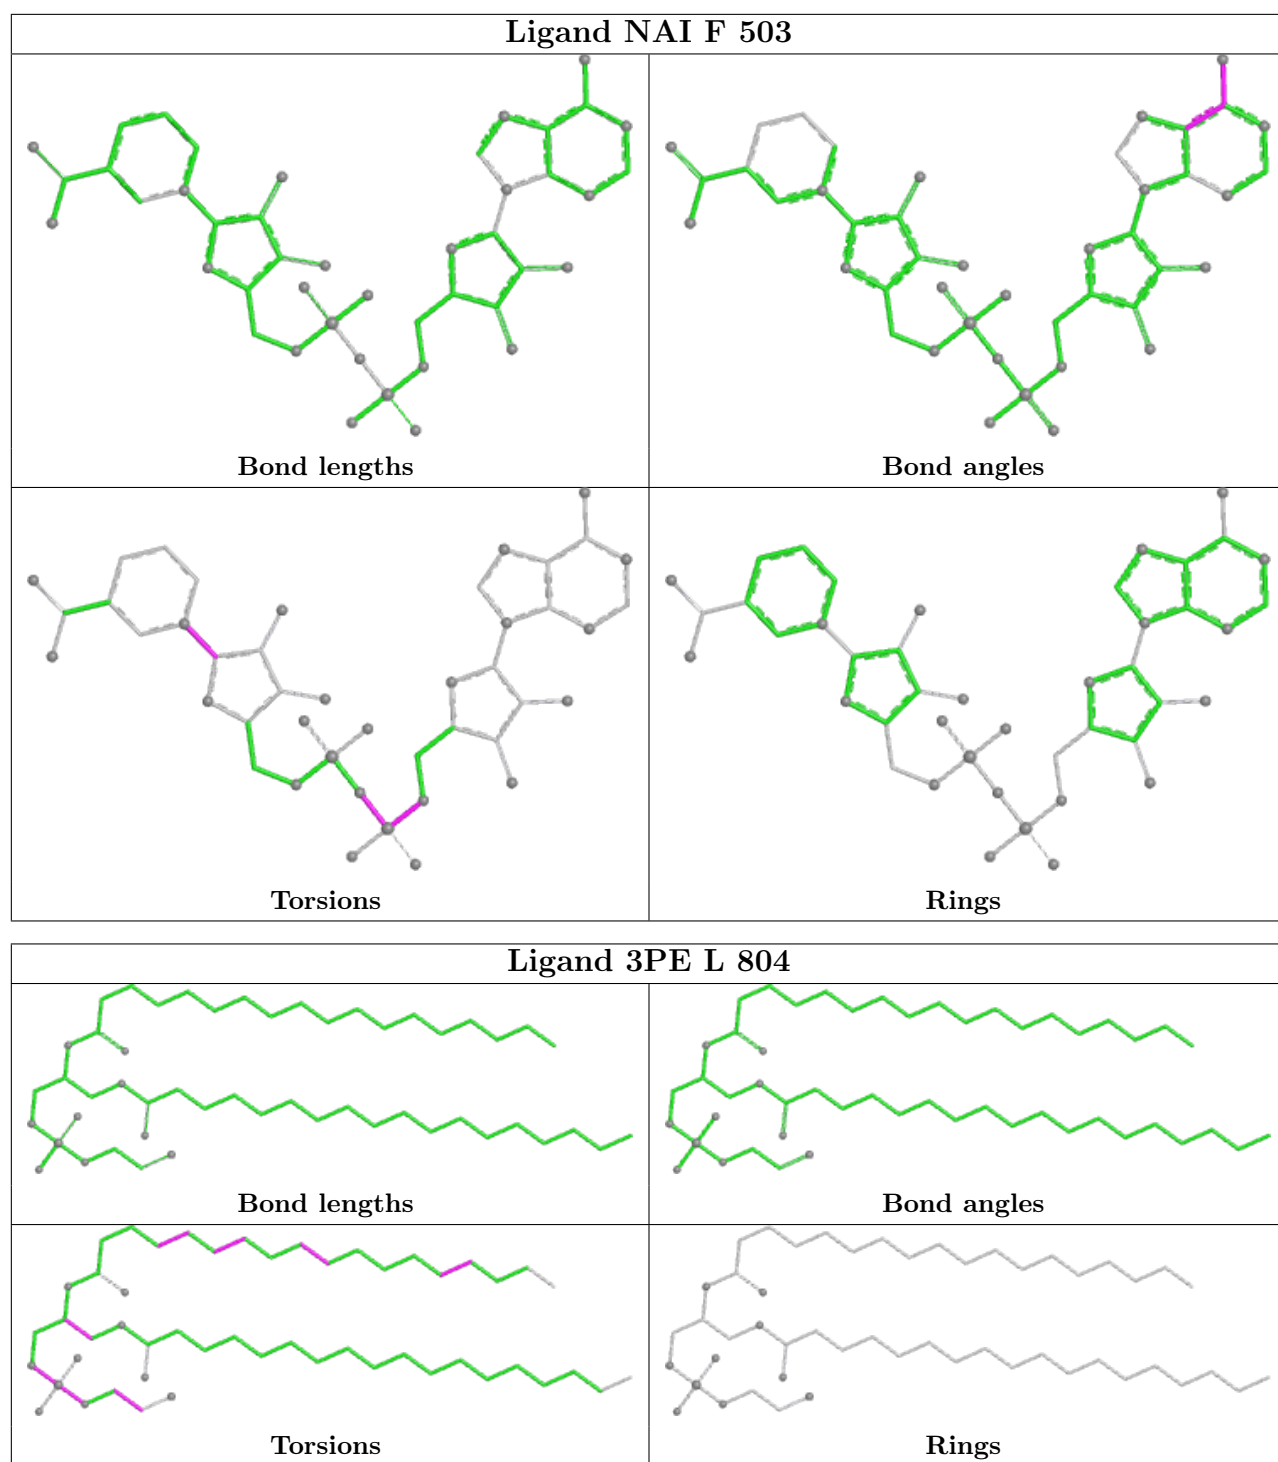 Ligand NAI F 503
Bond lengths
Bond angles
Torsions
Rings
Ligand 3PE L 804
Bond lengths
Bond angles
Torsions
Rings